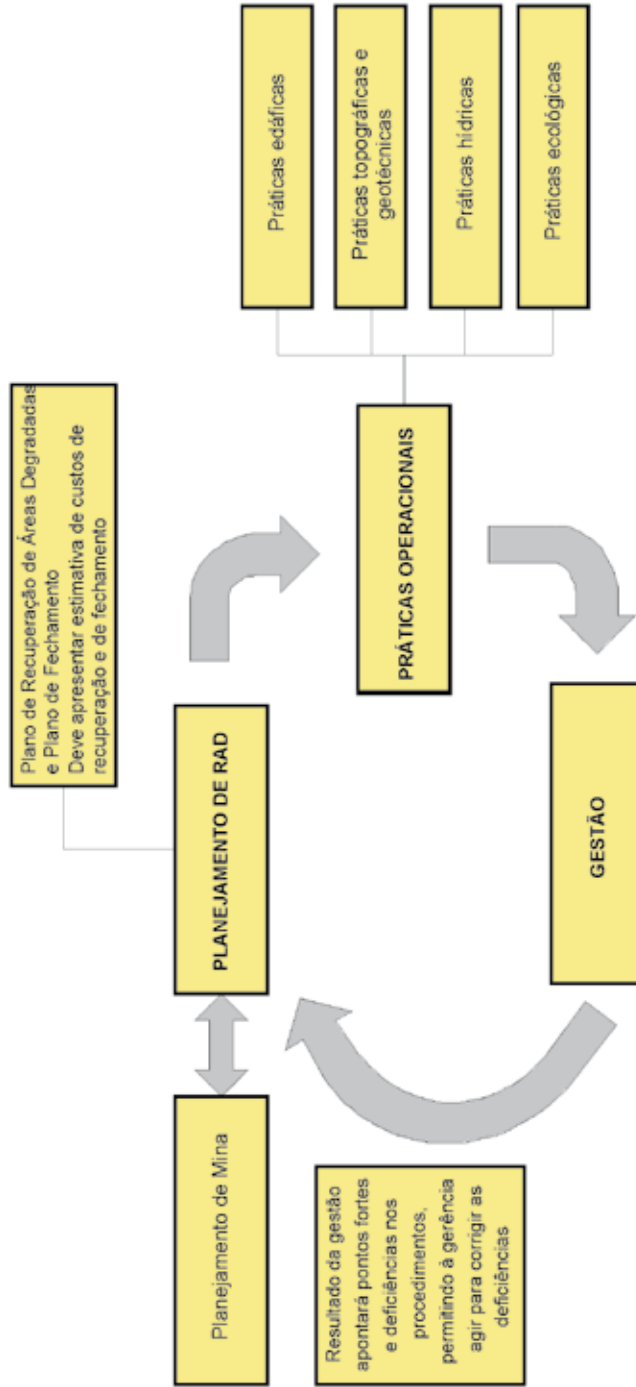 Plano de Recuperação de Áreas Degradadas
e Plano de Fechamento
Deve apresentar estimativa de custos de
recuperação e de fechamento
Planejamento de Mina
PLANEJAMENTO DE RAD
Resultado da gestão
apontará pontos fortes
e deficiências nos
procedimentos,
permitindo à gerência
agir para corrigir as
deficiências
PRÁTICAS OPERACIONAIS
Práticas edáficas
Práticas topográficas e
geotécnicas
Práticas hídricas
Práticas ecológicas
GESTÃO